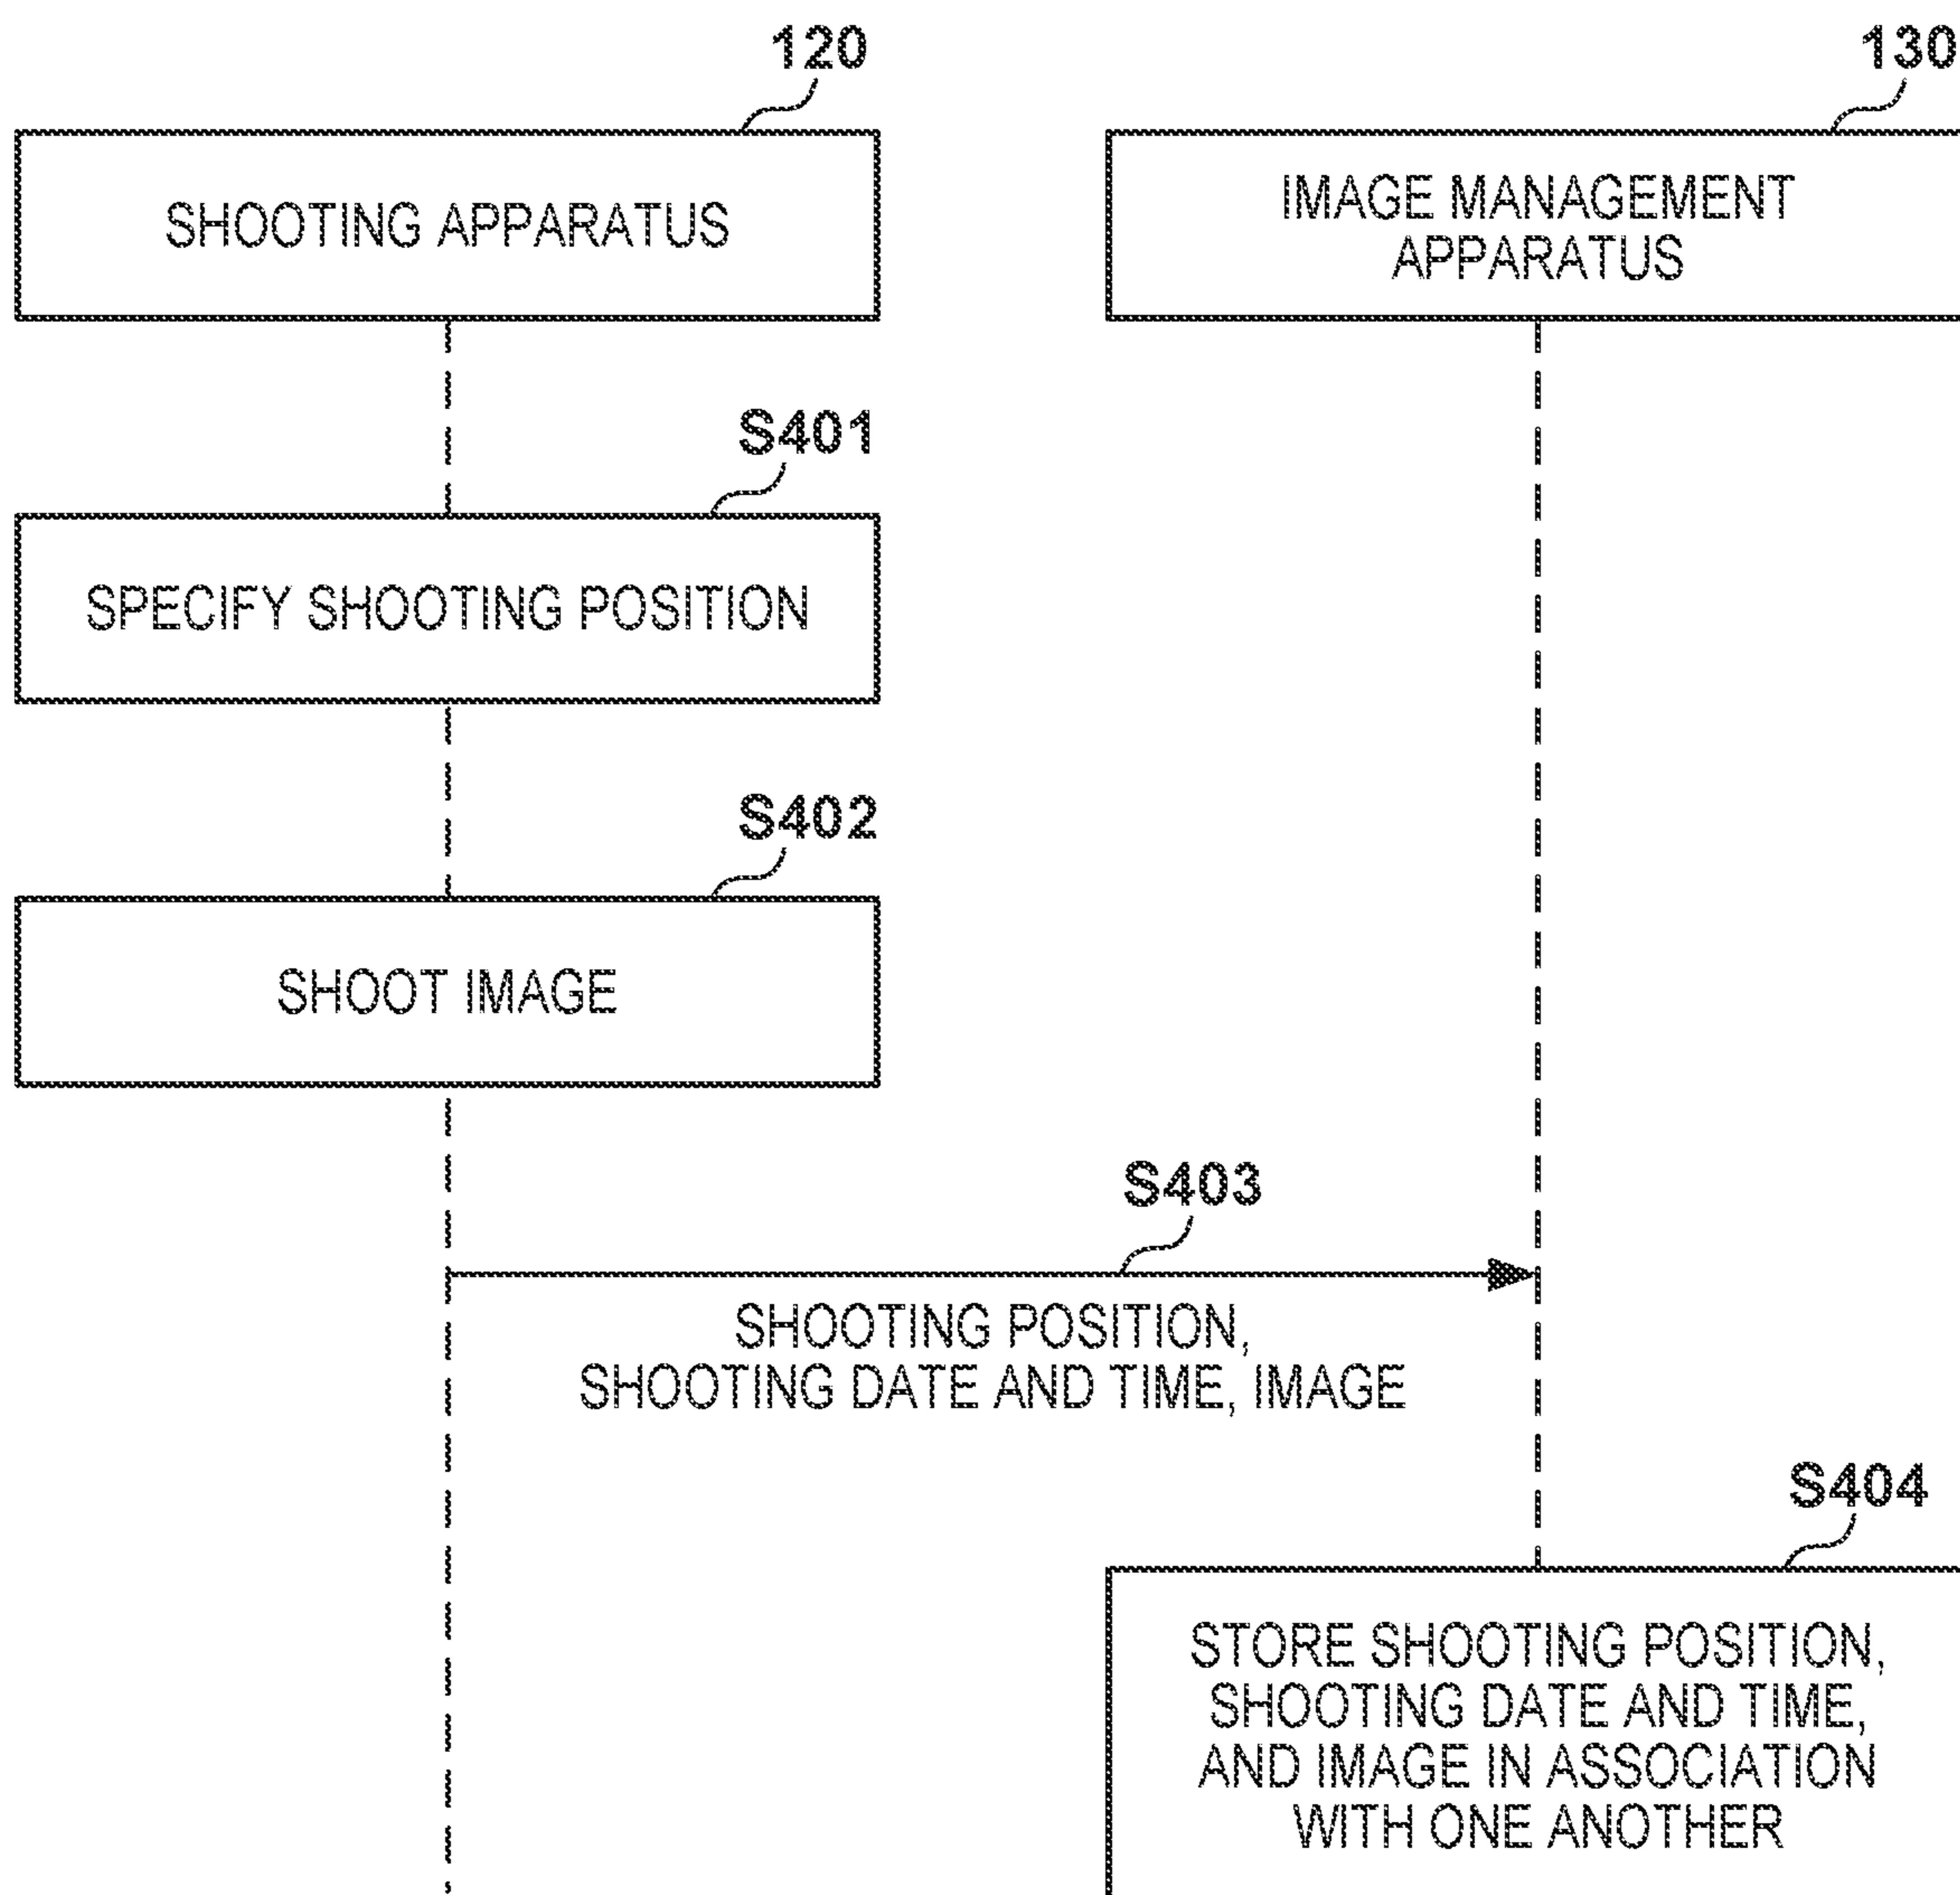 120
130
SHOOTING APPARATUS
IMAGE MANAGEMENT
APPARATUS
S401
SPECIFY SHOOTING POSITION
S402
SHOOT IMAGE
S403
SHOOTING POSITION,
SHOOTING DATE AND TIME, IMAGE
S404
STORE SHOOTING POSITION,
SHOOTING DATE AND TIME,
AND IMAGE IN ASSOCIATION
WITH ONE ANOTHER